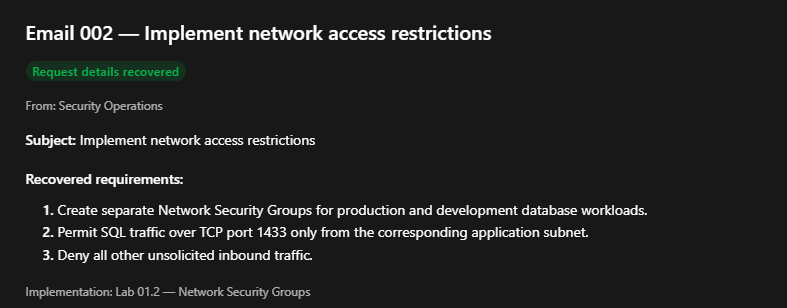 Email 002 — Implement network access restrictions
Request details recovered
From: Security Operations
Subject: Implement network access restrictions
Recovered requirements:
1. Create separate Network Security Groups for production and development database workloads.
2. Permit SQL traffic over TCP port 1433 only from the corresponding application subnet.
3. Deny all other unsolicited inbound traffic.
Implementation: Lab 01.2 — Network Security Groups